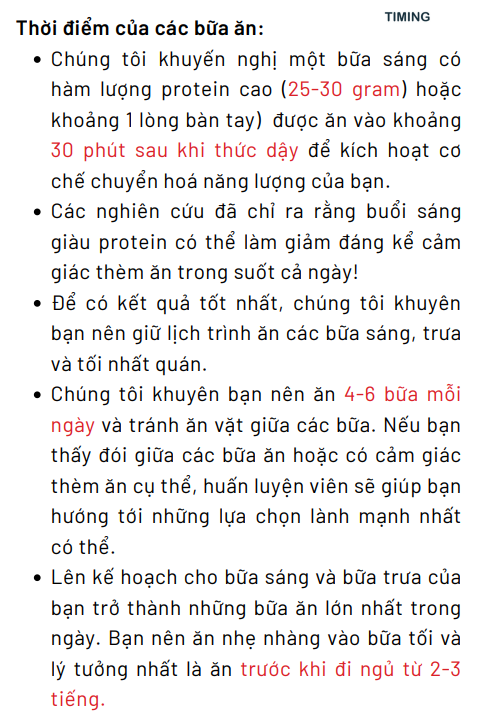 TIMING
Thời điểm của các bữa ăn:
• Chúng tôi khuyến nghị một bữa sáng có
hàm lượng protein cao (25-30 gram) hoặc
khoảng 1 lòng bàn tay) được ăn vào khoảng
30 phút sau khi thức dậy để kích hoạt cơ
chế chuyển hoá năng lượng của bạn.
• Các nghiên cứu đã chỉ ra rằng buổi sáng
giàu protein có thể làm giảm đáng kể cảm
giác thèm ăn trong suốt cả ngày!
• Để có kết quả tốt nhất, chúng tôi khuyên
bạn nên giữ lịch trình ăn các bữa sáng, trưa
và tối nhất quán.
• Chúng tôi khuyên bạn nên ăn 4-6 bữa mỗi
ngày và tránh ăn vặt giữa các bữa. Nếu bạn
thấy đói giữa các bữa ăn hoặc có cảm giác
thèm ăn cụ thể, huấn luyện viên sẽ giúp bạn
hướng tới những lựa chọn lành mạnh nhất
có thể.
• Lên kế hoạch cho bữa sáng và bữa trưa của
bạn trở thành những bữa ăn lớn nhất trong
ngày. Bạn nên ăn nhẹ nhàng vào bữa tối và
lý tưởng nhất là ăn trước khi đi ngủ từ 2-3
tiếng.